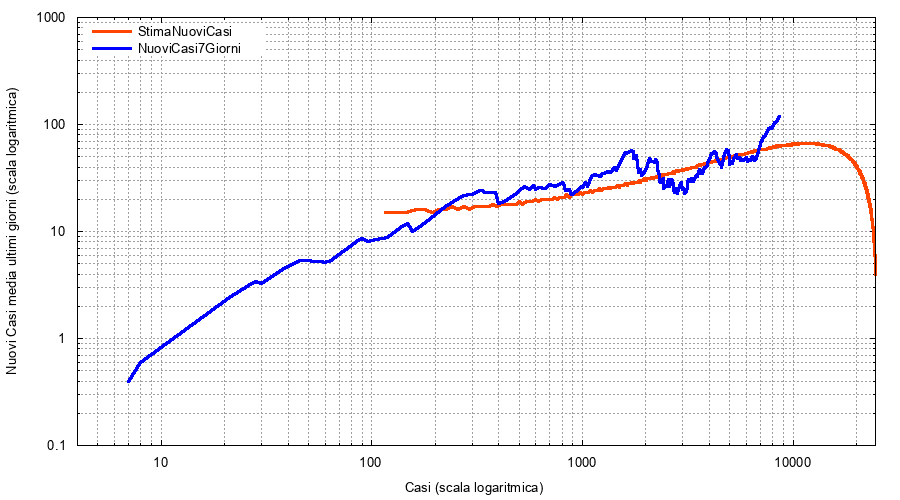 1000
100
10
1
0.1
StimaNuoviCasi
NuoviCasi7Giorni
Nuovi Casi media ultimi giorni (scala logaritmica)
10 100 1000 10000
Casi (scala logaritmica)